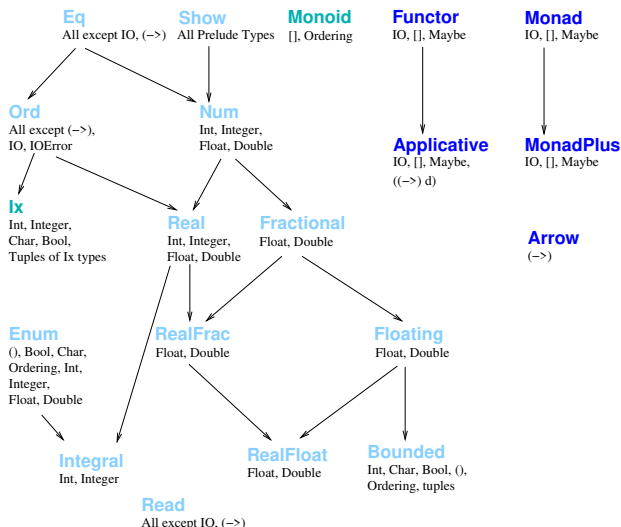 Eq
All except IO, (−>)
Show
All Prelude Types
Monoid
[], Ordering
Functor
IO, [], Maybe
Monad
IO, [], Maybe
Ord
All except (−>),
IO, IOError
Num
Int, Integer,
Float, Double
Applicative
IO, [], Maybe,
((−>) d)
MonadPlus
IO, [], Maybe
Ix
Int, Integer,
Char, Bool,
Tuples of Ix types
Real
Int, Integer,
Float, Double
Fractional
Float, Double
Arrow
(−>)
Enum
(), Bool, Char,
Ordering, Int,
Integer,
Float, Double
RealFrac
Float, Double
Floating
Float, Double
Integral
Int, Integer
RealFloat
Float, Double
Bounded
Int, Char, Bool, (),
Ordering, tuples
Read
All except IO, (−>)